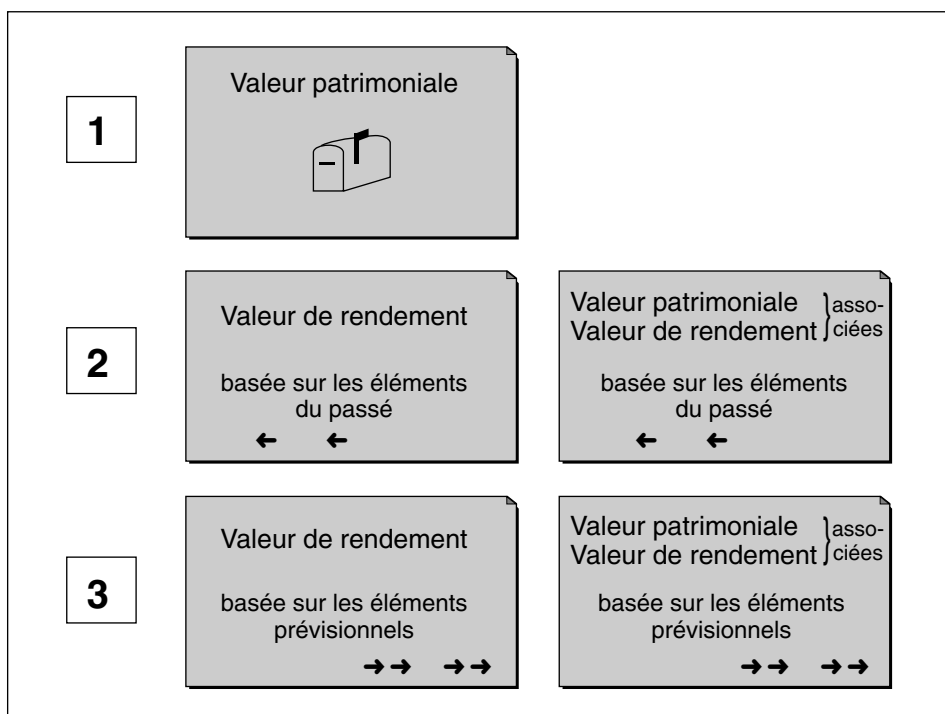 1
Valeur patrimoniale
2
Valeur de rendement
basée sur les éléments
du passé
Valeur patrimoniale
Valeur de rendement
asso-
ciées
basée sur les éléments
du passé
3
Valeur de rendement
basée sur les éléments
prévisionnels
Valeur patrimoniale
Valeur de rendement
asso-
ciées
basée sur les éléments
prévisionnels